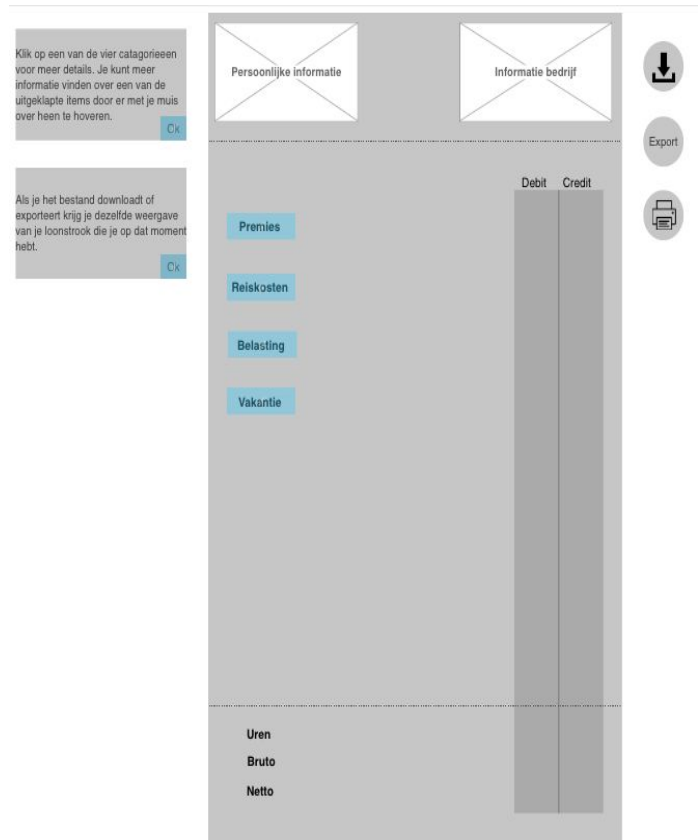 Klik op een van de vier catagorieeen
voor meer details. Je kunt meer
informatie vinden over een van de
uitgeklapte items door er met je muis
over heen te hoveren.
Ok
Als je het bestand downloadt of
exporteert krijg je dezelfde weergave
van je loonstrook die je op dat moment
hebt.
Ok
Persoonlijke informatie
Informatie bedrijf
Debit Credit
Premies
Reiskosten
Belasting
Vakantie
Uren
Bruto
Netto
Export